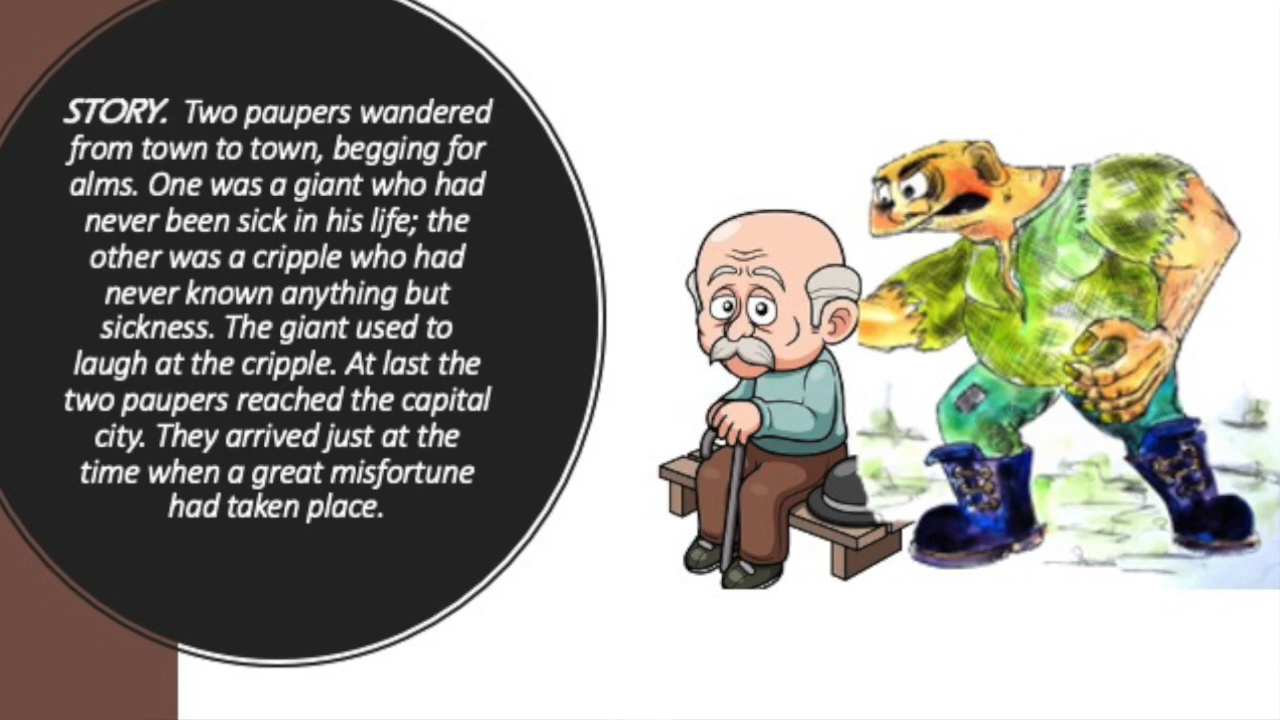 STORY. Two paupers wandered
from town to town, begging for
alms. One was a giant who had
never been sick in his life; the
other was a cripple who had
never known anything but
sickness. The giant used to
laugh at the cripple. At last the
two paupers reached the capital
city. They arrived just at the
time when a great misfortune
had taken place.